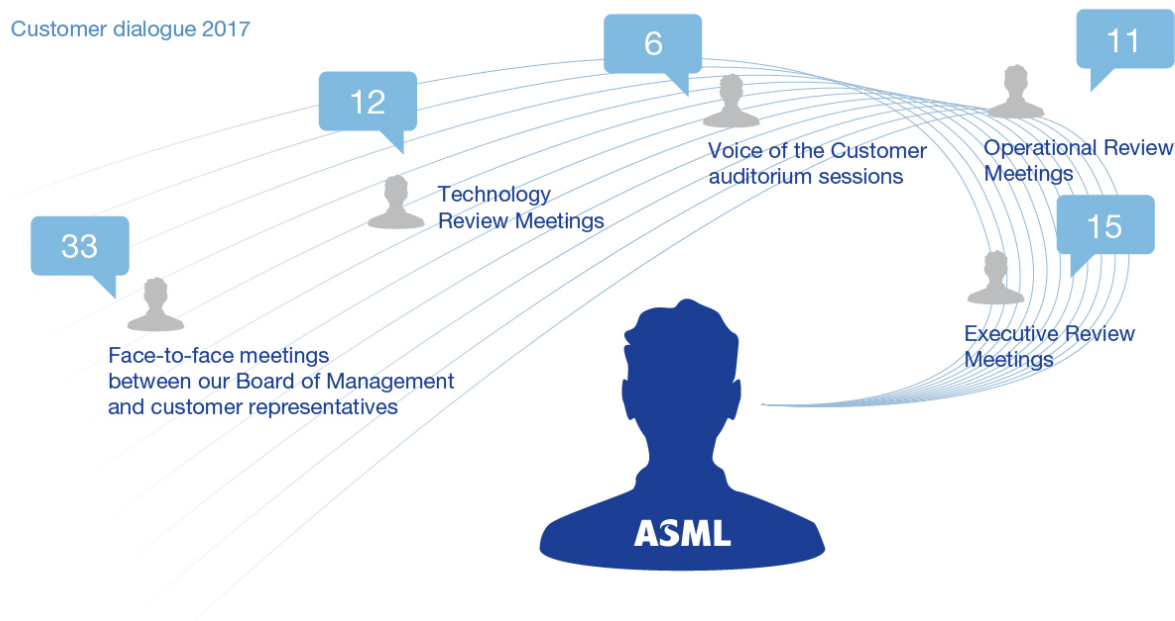 Customer dialogue 2017
33
Face-to-face meetings
between our Board of Management
and customer representatives
12
Technology
Review Meetings
6
Voice of the Customer
auditorium sessions
11
Operational Review
Meetings
15
Executive Review
Meetings
ASML